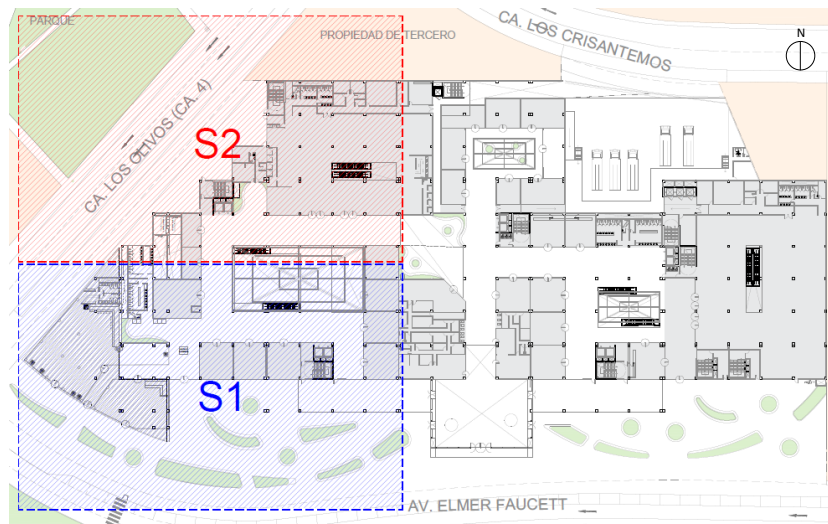 PARQUE
PROPIEDAD DE TERCERO
CA. LOS CRISANTEMOS
N
CA. LOS OLIVOS (CA. 4)
S2
S1
AV. ELMER FAUCETT